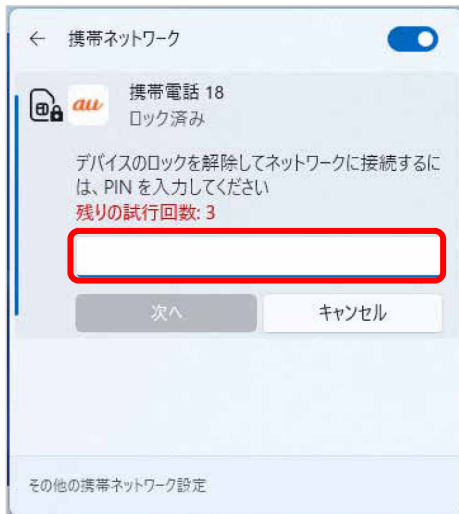 ← 携帯ネットワーク
au 携帯電話 18
ロック済み
デバイスのロックを解除してネットワークに接続するに
は、PIN を入力してください
残りの試行回数: 3
次へ キャンセル
その他の携帯ネットワーク設定